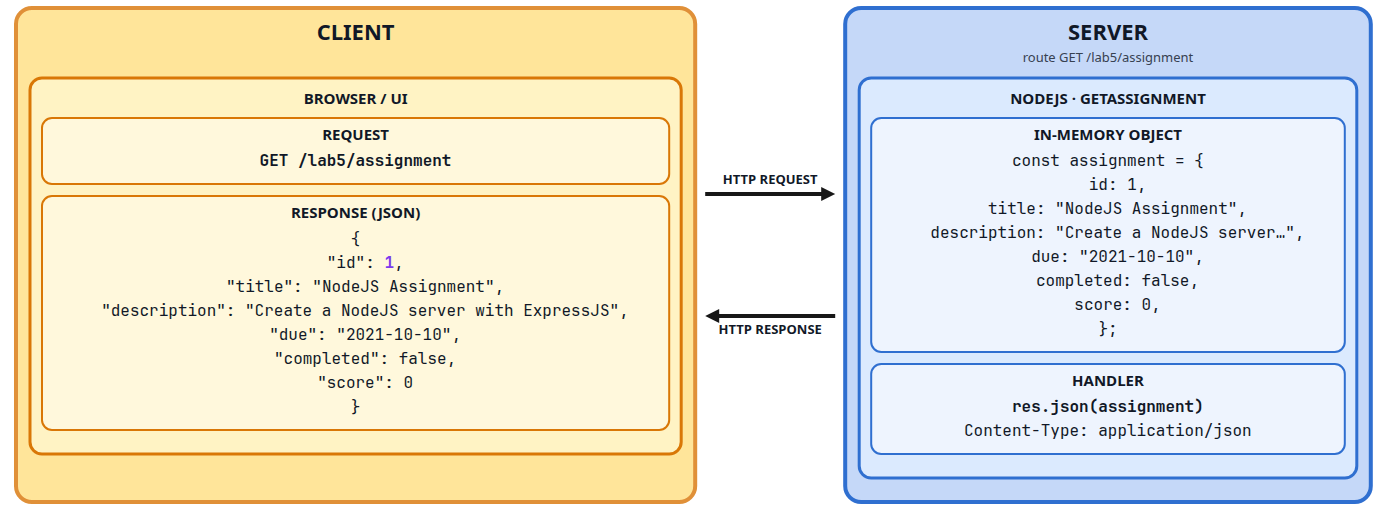 CLIENT
BROWSER / UI
REQUEST
GET /lab5/assignment
RESPONSE (JSON)
{
"id": 1,
"title": "NodeJS Assignment",
"description": "Create a NodeJS server with ExpressJS",
"due": "2021-10-10",
"completed": false,
"score": 0
}
HTTP REQUEST
HTTP RESPONSE
SERVER
route GET /lab5/assignment
NODEJS · GETASSIGNMENT
IN-MEMORY OBJECT
const assignment = {
id: 1,
title: "NodeJS Assignment",
description: "Create a NodeJS server…",
due: "2021-10-10",
completed: false,
score: 0,
};
HANDLER
res.json(assignment)
Content-Type: application/json